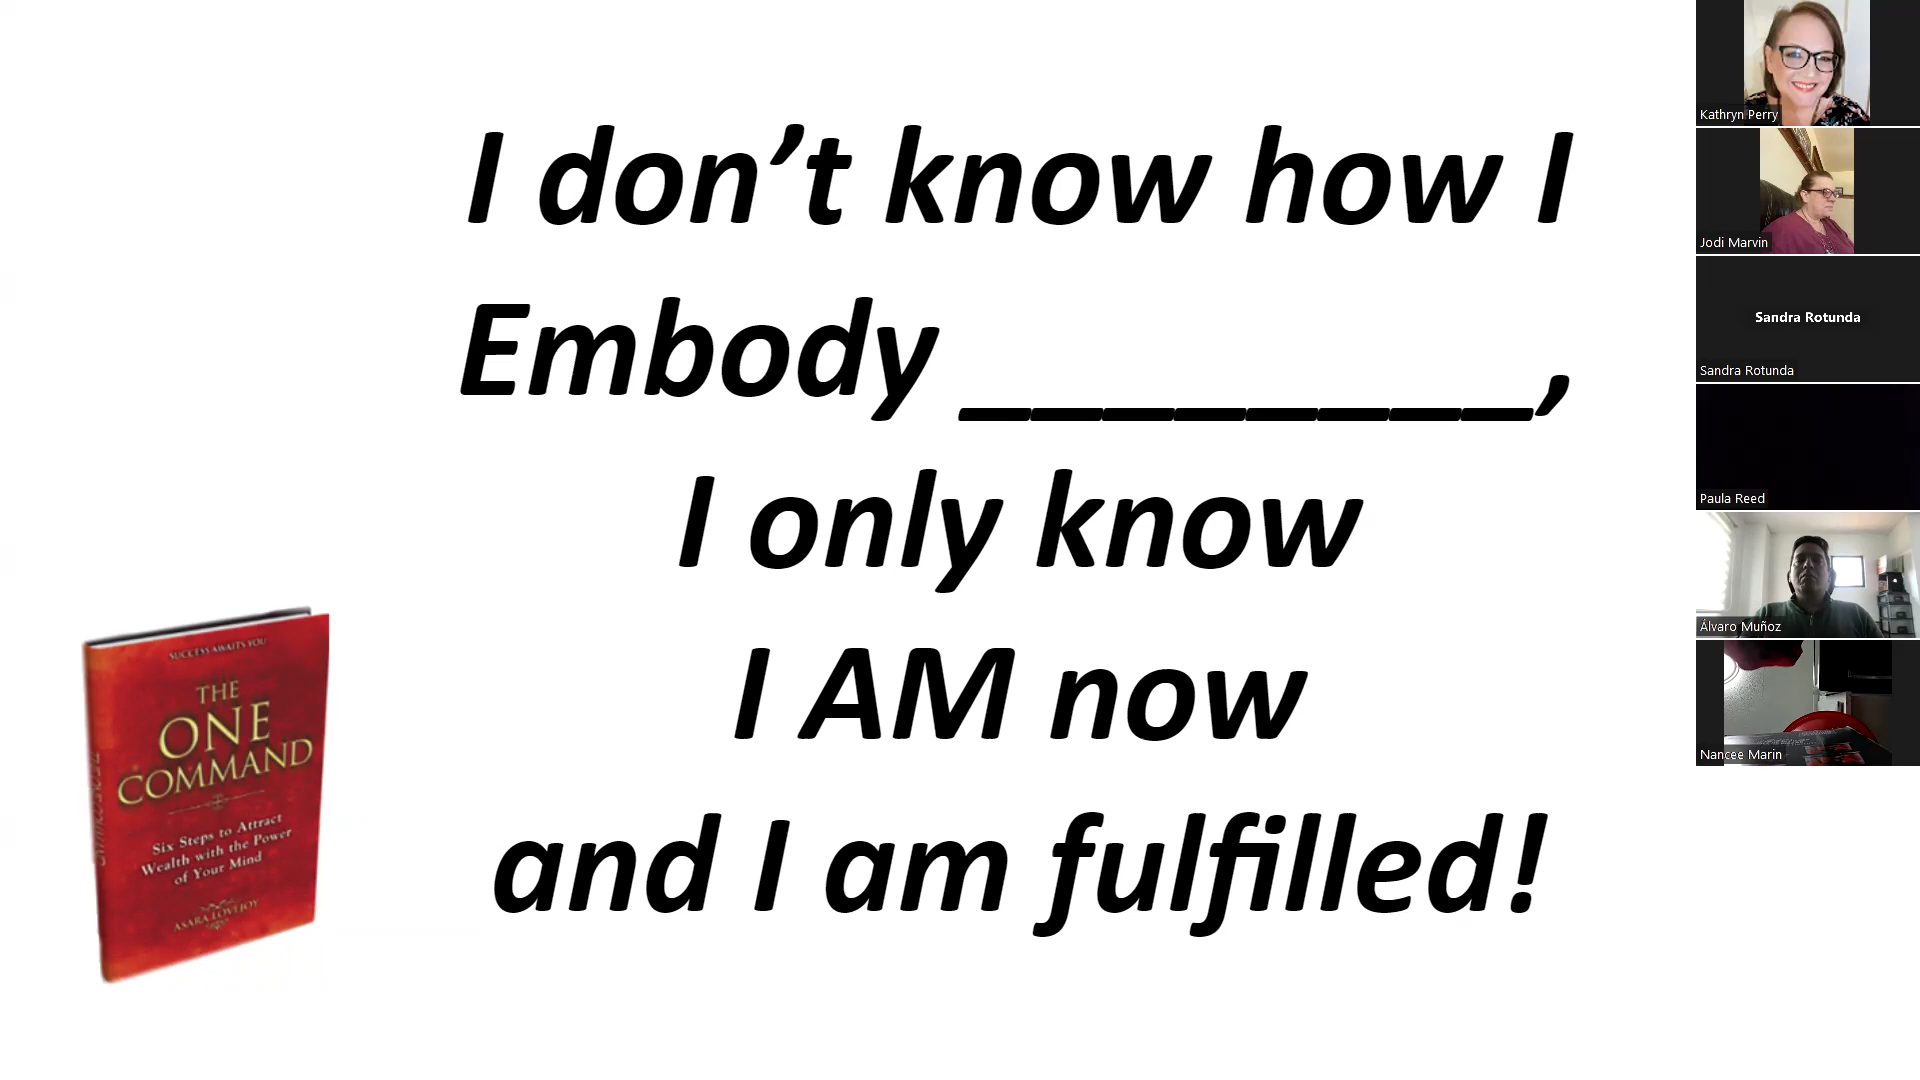 I don’t know how I
Embody ________,
I only know
I AM now
and I am fulfilled!
SUCCESS AWAITS YOU
THE
ONE
COMMAND
Six Steps to Attract
Wealth with the Power
of Your Mind
ASARA LOVEJOY
Kathryn Perry
Jodi Marvin
Sandra Rotunda
Sandra Rotunda
Paula Reed
Álvaro Muñoz
Nancee Marin